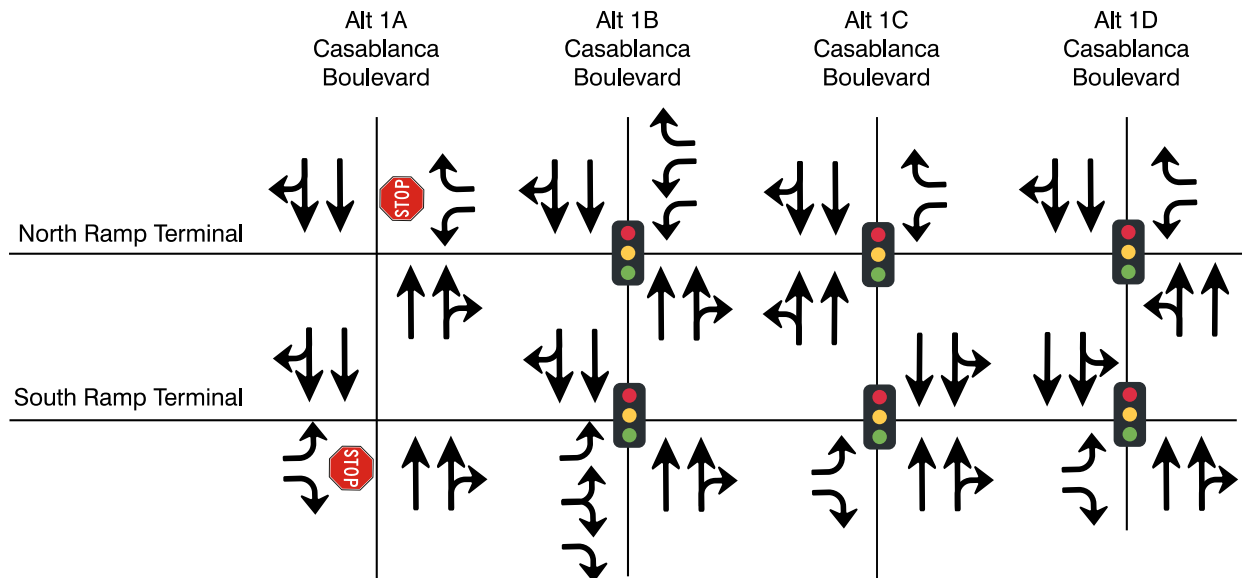 Alt 1A
Casablanca
Boulevard
Alt 1B
Casablanca
Boulevard
Alt 1C
Casablanca
Boulevard
Alt 1D
Casablanca
Boulevard
STOP
North Ramp Terminal
South Ramp Terminal
STOP